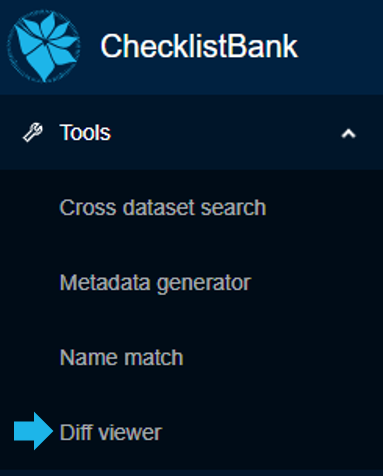 ChecklistBank
Tools
Cross dataset search
Metadata generator
Name match
Diff viewer